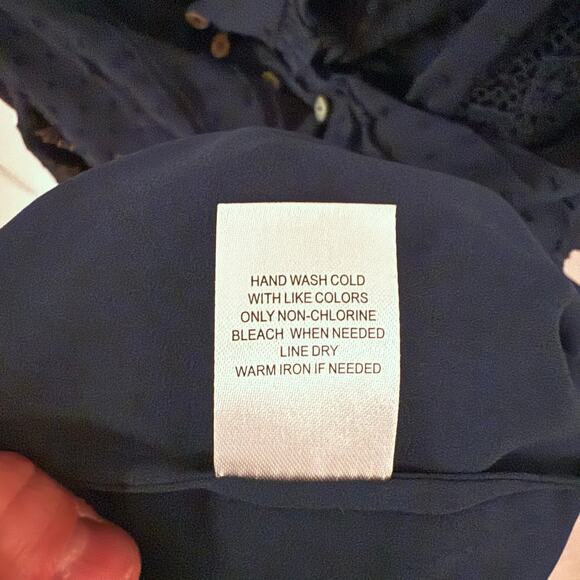 HAND WASH COLD
WITH LIKE COLORS
ONLY NON-CHLORINE
BLEACH WHEN NEEDED
LINE DRY
WARM IRON IF NEEDED